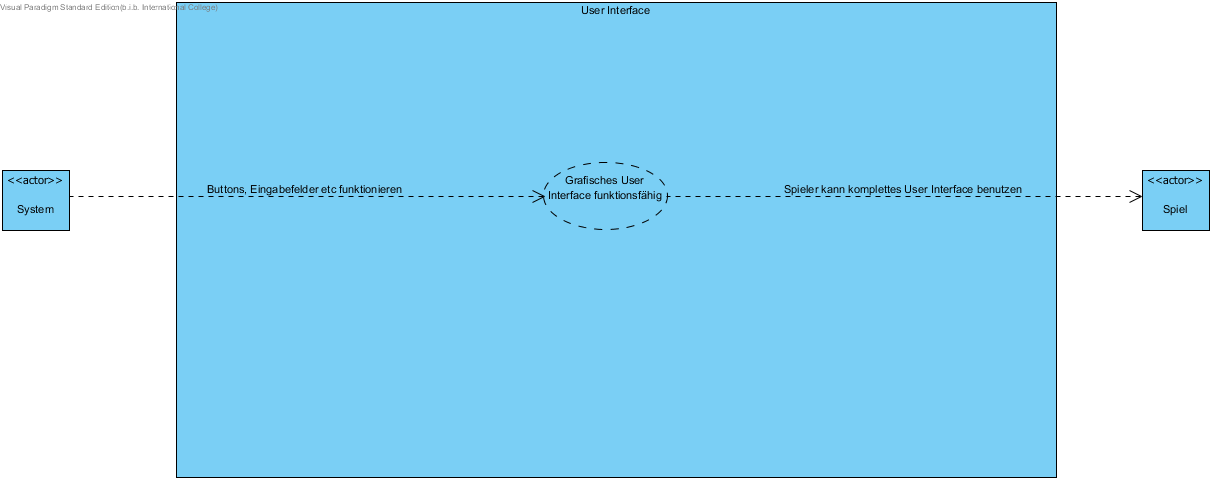 Visual Paradigm Standard Edition(b.i.b. International College)
User Interface
<<actor>>
System
Buttons, Eingabefelder etc funktionieren
Grafisches User
Interface funktionsfähig
Spieler kann komplettes User Interface benutzen
<<actor>>
Spiel